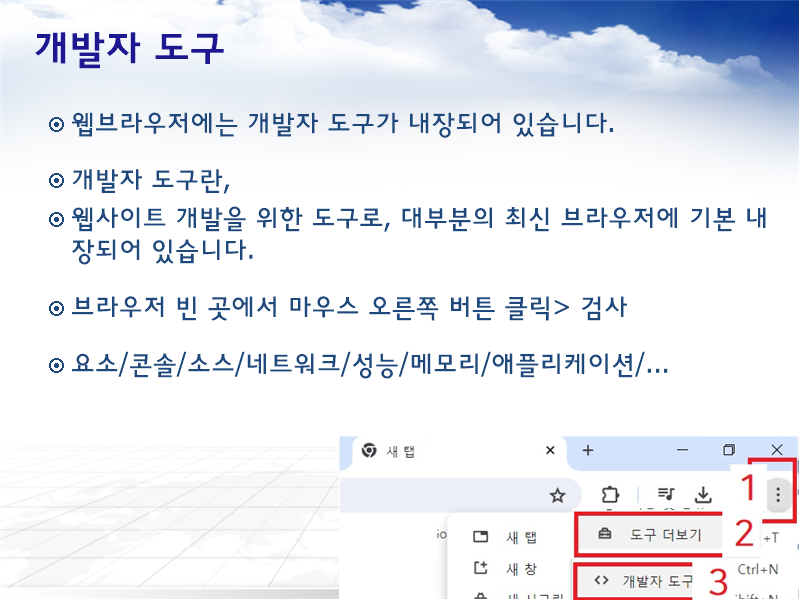 개발자 도구
웹브라우저에는 개발자 도구가 내장되어 있습니다.
개발자 도구란,
웹사이트 개발을 위한 도구로, 대부분의 최신 브라우저에 기본 내
장되어 있습니다.
브라우저 빈 곳에서 마우스 오른쪽 버튼 클릭> 검사
요소/콘솔/소스/네트워크/성능/메모리/애플리케이션/...
새 탭
1
io
새 탭
도구 더보기
2
+T
새 창
개발자 도구
3
Ctrl+N